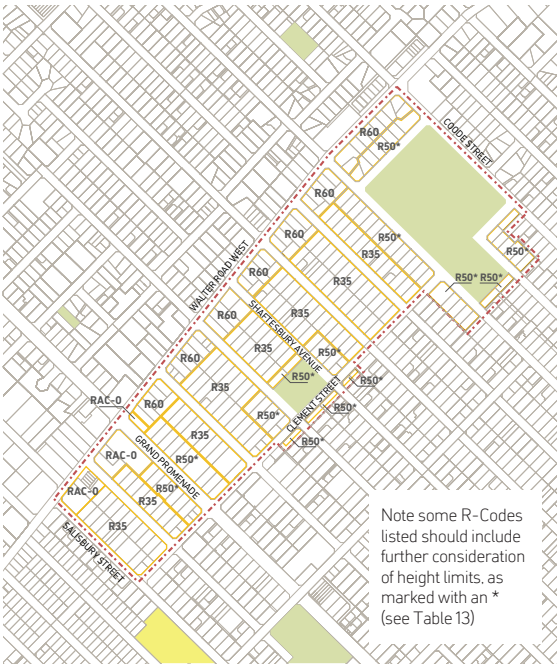 COODE STREET
R60
R50*
R60
R50*
R50*
R60
R35
WALTER ROAD WEST
R50* R50*
R60
R35
R60
R35
SHAFTESBURY AVENUE
R60
R35
R50*
R50*
R50*
R35
CLEMENT STREET
RAC-0
R60
R50*
R50*
R35
R50*
GRAND PROMENADE
RAC-0
R50*
RAC-0
R35
R35
SALISBURY STREET
Note some R-Codes
listed should include
further consideration
of height limits, as
marked with an *
(see Table 13)